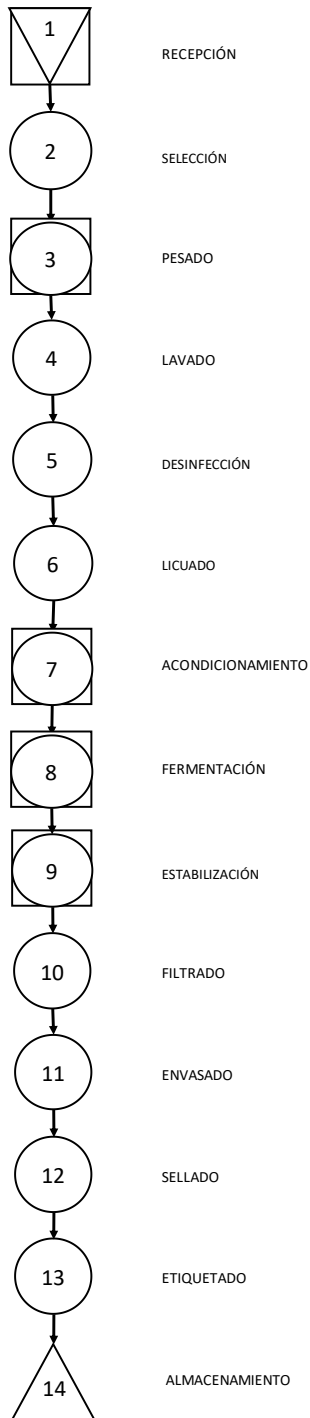 1 RECEPCIÓN
2 SELECCIÓN
3 PESADO
4 LAVADO
5 DESINFECCIÓN
6 LICUADO
7 ACONDICIONAMIENTO
8 FERMENTACIÓN
9 ESTABILIZACIÓN
10 FILTRADO
11 ENVASADO
12 SELLADO
13 ETIQUETADO
14 ALMACENAMIENTO